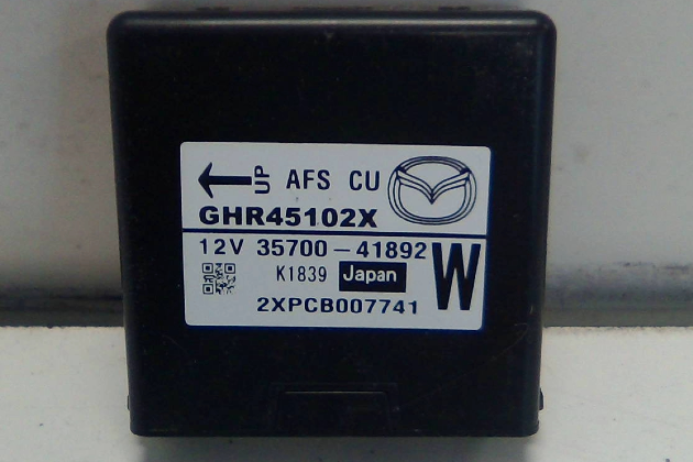 UP AFS CU
GHR45102X
12V 35700-41892 W
K1839 Japan
2XPCB007741